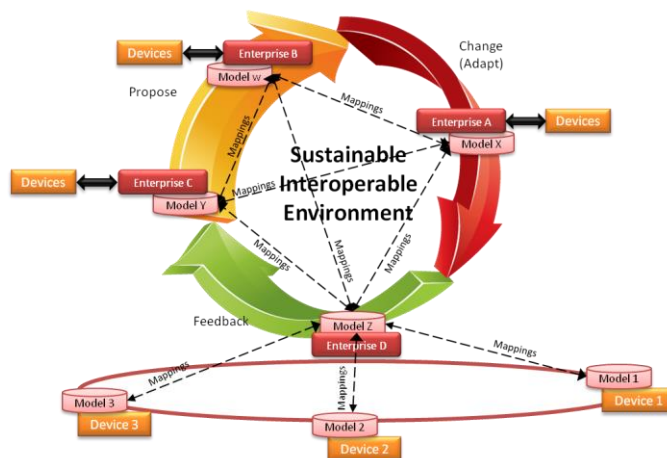 Devices
Enterprise B
Model w
Change
(Adapt)
Propose
Mappings
Enterprise A
Devices
Model X
Mappings
Sustainable
Interoperable
Environment
Mappings
Devices
Enterprise C
Model Y
Mappings
Mappings
Mappings
Feedback
Model Z
Enterprise D
Mappings
Mappings
Mappings
Model 1
Device 1
Model 3
Device 3
Model 2
Device 2